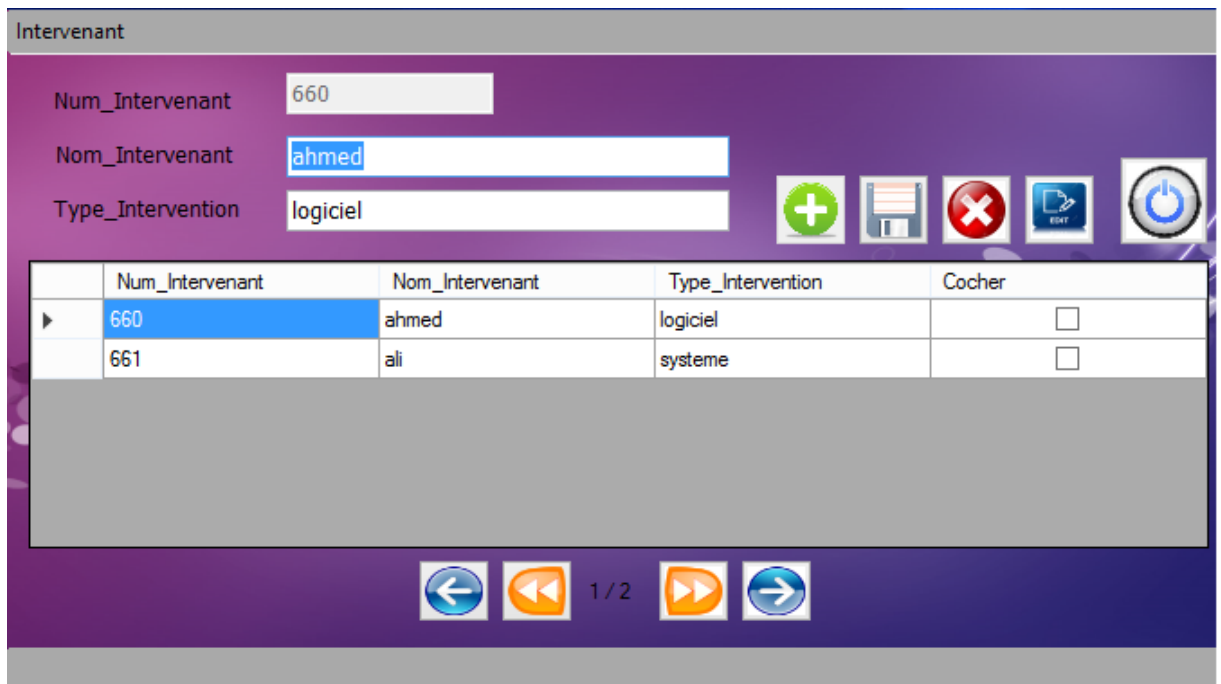 Intervenant
Num_Intervenant 660
Nom_Intervenant ahmed
Type_Intervention logiciel
EDIT
Num_Intervenant Nom_Intervenant Type_Intervention Cocher
660 ahmed logiciel
661 ali systeme
1 / 2